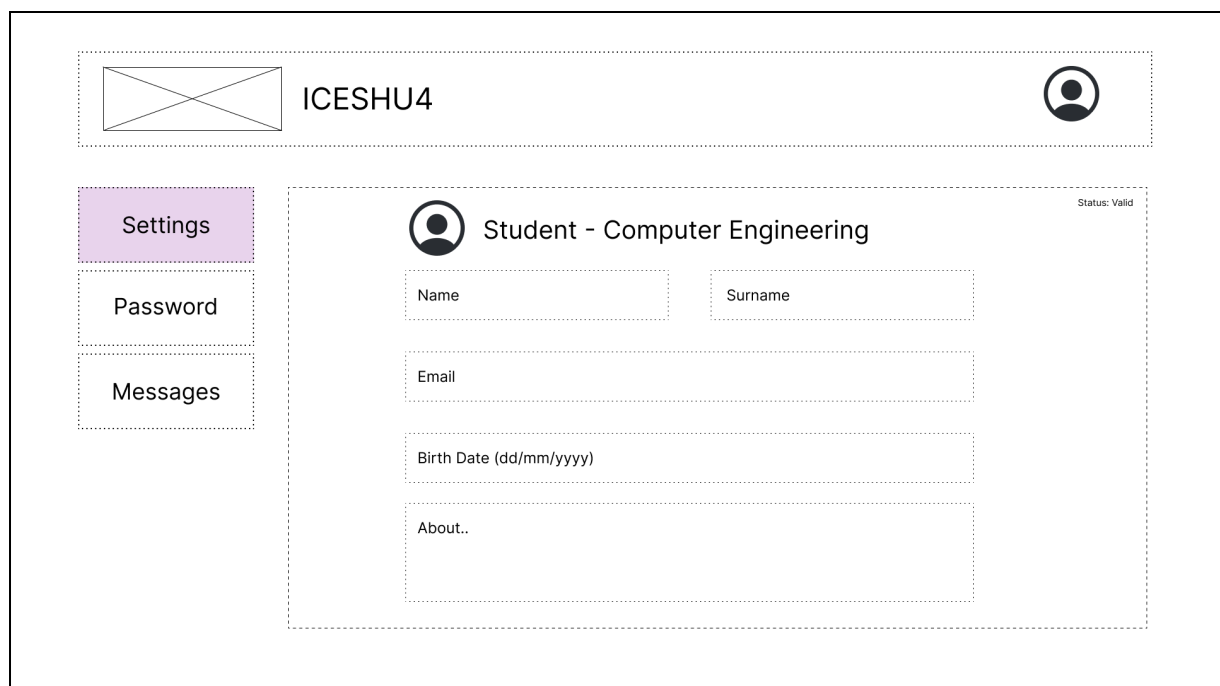 ICESHU4
Settings
Password
Messages
Status: Valid
Student - Computer Engineering
Name
Surname
Email
Birth Date (dd/mm/yyyy)
About..